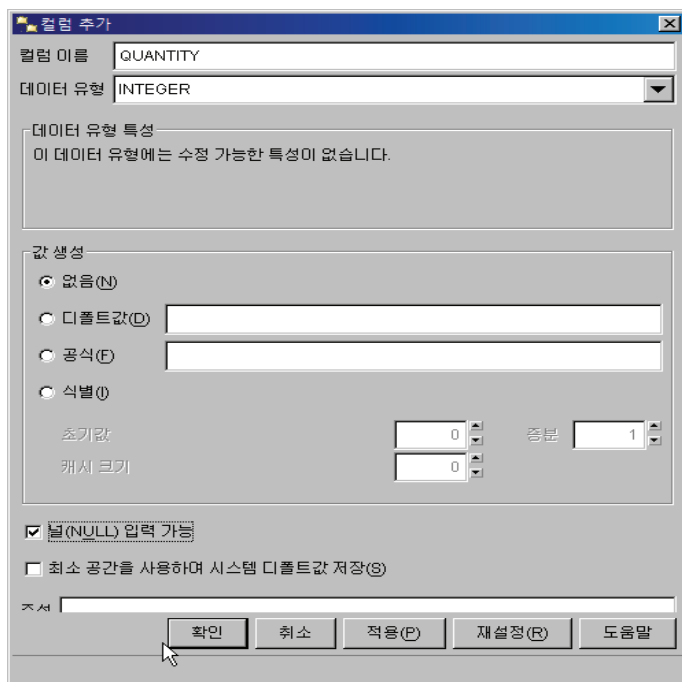 컬럼 추가
컬럼 이름 QUANTITY
데이터 유형 INTEGER
데이터 유형 특성
이 데이터 유형에는 수정 가능한 특성이 없습니다.
값 생성
없음(N)
디폴트값(D)
공식(F)
식별(I)
초기값 0 증분 1
캐시 크기 0
널(NULL) 입력 가능
최소 공간을 사용하며 시스템 디폴트값 저장(S)
확인 취소 적용(P) 재설정(R) 도움말